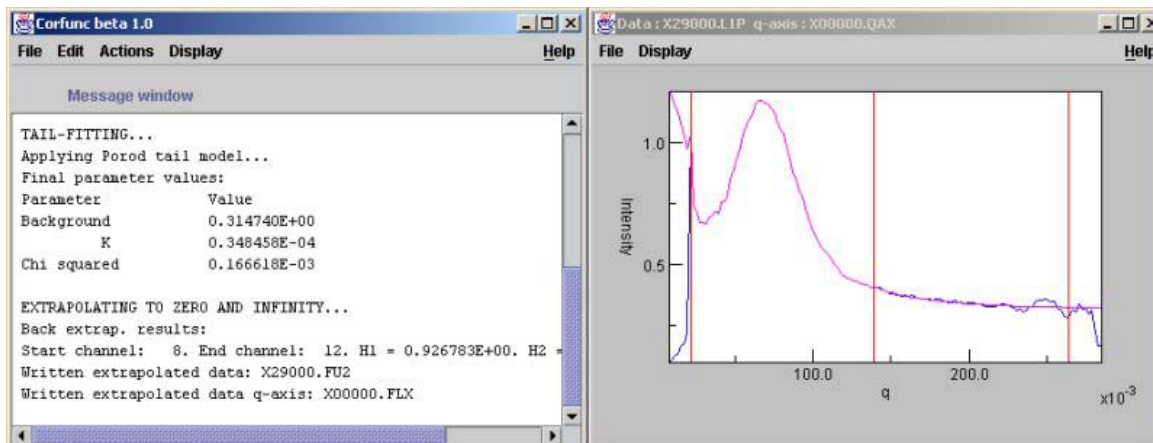 Corfunc beta 1.0
File Edit Actions Display Help
Message window
TAIL-FITTING...
Applying Porod tail model...
Final parameter values:
Parameter Value
Background 0.314740E+00
K 0.348458E-04
Chi squared 0.166618E-03
EXTRAPOLATING TO ZERO AND INFINITY...
Back extrap. results:
Start channel: 8. End channel: 12. H1 = 0.926783E+00. H2 =
Written extrapolated data: X29000.FU2
Written extrapolated data q-axis: X00000.FLX
Data : X29000.L1P q-axis : X00000.QAX
File Display Help
1.0
Intensity
0.5
100.0 200.0
q
x10-3